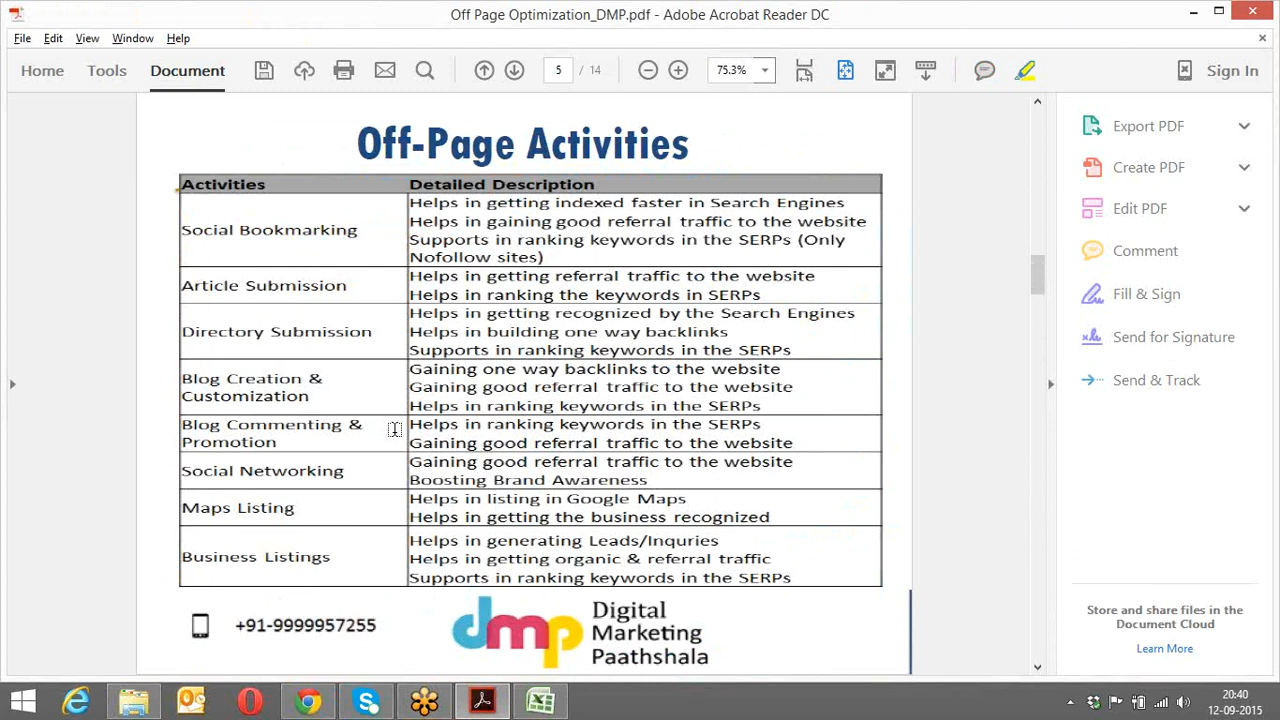 Off Page Optimization_DMP.pdf - Adobe Acrobat Reader DC
File Edit View Window Help
Home Tools Document 5 / 14 75.3% Sign In
Off-Page Activities
Activities Detailed Description
Social Bookmarking
Helps in getting indexed faster in Search Engines
Helps in gaining good referral traffic to the website
Supports in ranking keywords in the SERPs (Only
Nofollow sites)
Article Submission
Helps in getting referral traffic to the website
Helps in ranking the keywords in SERPs
Directory Submission
Helps in getting recognized by the Search Engines
Helps in building one way backlinks
Supports in ranking keywords in the SERPs
Blog Creation &
Customization
Gaining one way backlinks to the website
Gaining good referral traffic to the website
Helps in ranking keywords in the SERPs
Blog Commenting &
Promotion
Helps in ranking keywords in the SERPs
Gaining good referral traffic to the website
Social Networking
Gaining good referral traffic to the website
Boosting Brand Awareness
Maps Listing
Helps in listing in Google Maps
Helps in getting the business recognized
Business Listings
Helps in generating Leads/Inquries
Helps in getting organic & referral traffic
Supports in ranking keywords in the SERPs
+91-9999957255
dmp
Digital
Marketing
Paathshala
Export PDF
Create PDF
Edit PDF
Comment
Fill & Sign
Send for Signature
Send & Track
Store and share files in the
Document Cloud
Learn More
20:40
12-09-2015